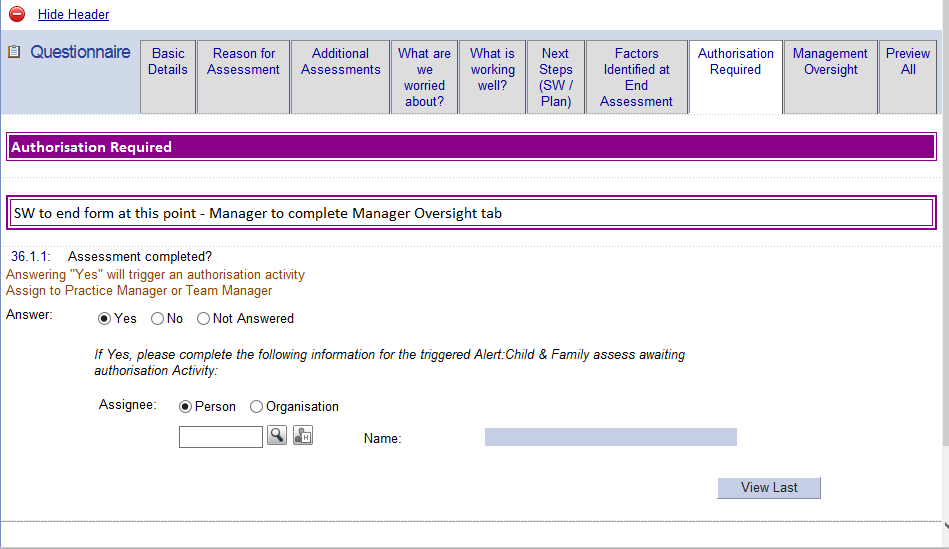 Hide Header
Questionnaire
Basic Details
Reason for Assessment
Additional Assessments
What are we worried about?
What is working well?
Next Steps (SW / Plan)
Factors Identified at End Assessment
Authorisation Required
Management Oversight
Preview All
Authorisation Required
SW to end form at this point - Manager to complete Manager Oversight tab
36.1.1: Assessment completed?
Answering "Yes" will trigger an authorisation activity
Assign to Practice Manager or Team Manager
Answer: Yes No Not Answered
If Yes, please complete the following information for the triggered Alert:Child & Family assess awaiting
authorisation Activity:
Assignee: Person Organisation
Name:
View Last